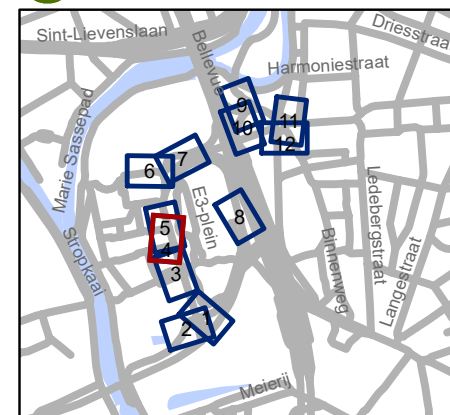 Sint-Lievenslaan
Driesstraa
Bellevue
Harmoniestraat
Marie Sassepad
9
10
11
12
7
6
E3-plein
8
5
4
3
Stropkaai
Ledebergstraat
Langestraat
Binnenweg
1
2
Meierij